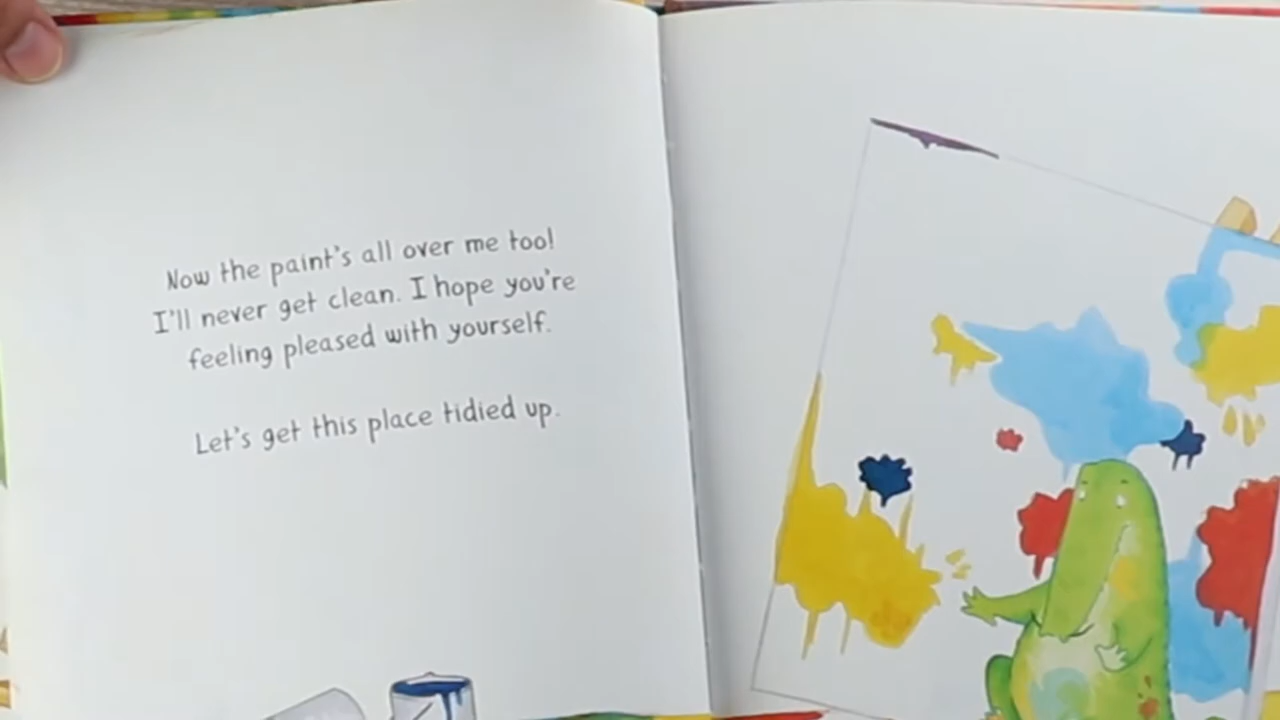 Now the paint's all over me too!
I'll never get clean. I hope you're
feeling pleased with yourself.
Let's get this place tidied up.